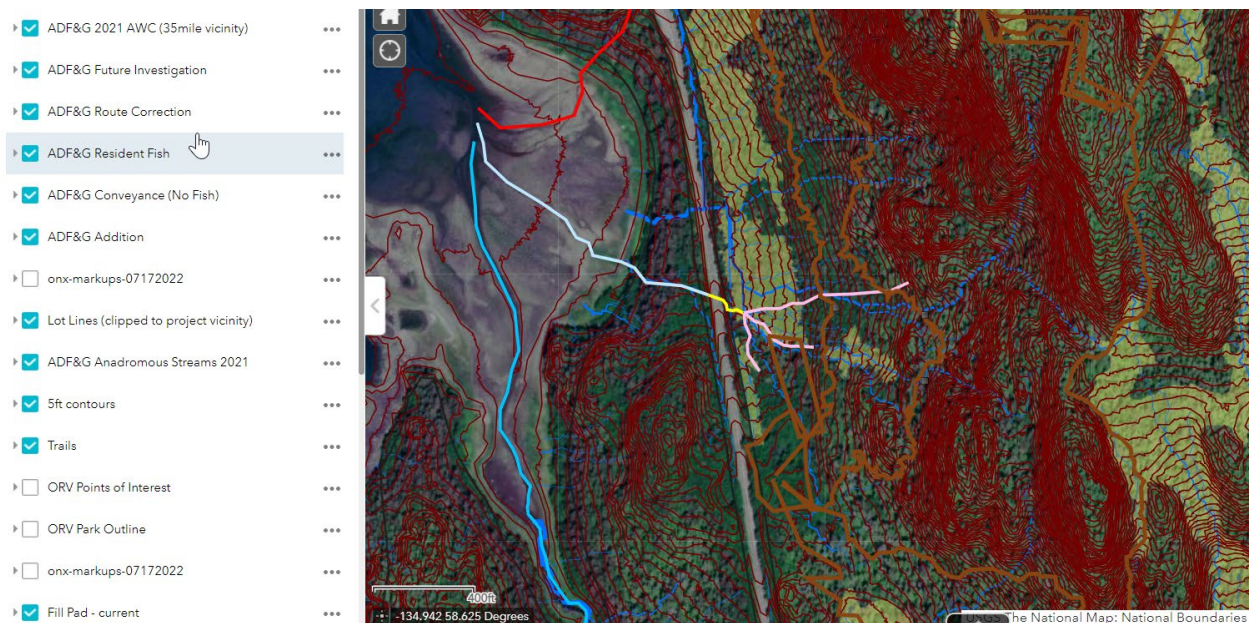 ADF&G 2021 AWC (35mile vicinity)
ADF&G Future Investigation
ADF&G Route Correction
ADF&G Resident Fish
ADF&G Conveyance (No Fish)
ADF&G Addition
onx-markups-07172022
Lot Lines (clipped to project vicinity)
ADF&G Anadromous Streams 2021
5ft contours
Trails
ORV Points of Interest
ORV Park Outline
onx-markups-07172022
Fill Pad - current
400ft
-134.942 58.625 Degrees
USGS The National Map: National Boundaries